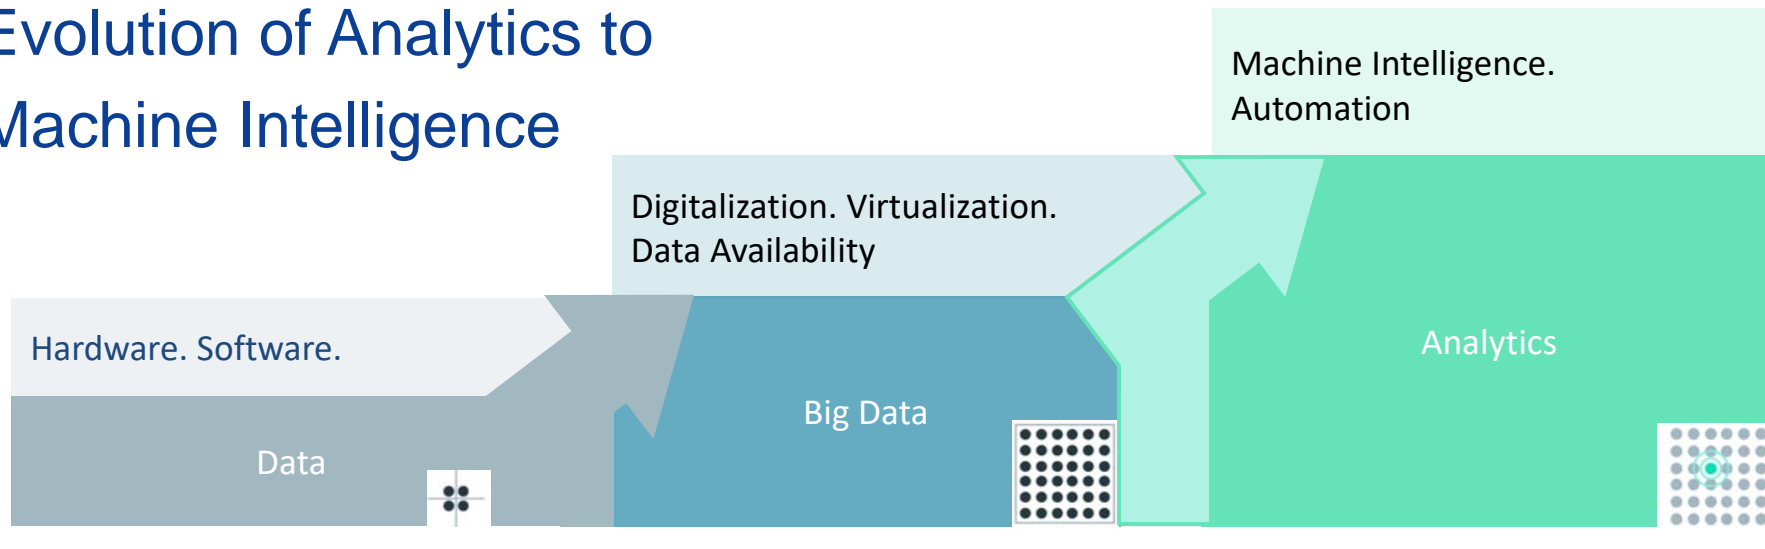 Evolution of Analytics to
Machine Intelligence
Machine Intelligence.
Automation
Digitalization. Virtualization.
Data Availability
Hardware. Software.
Analytics
Big Data
Data